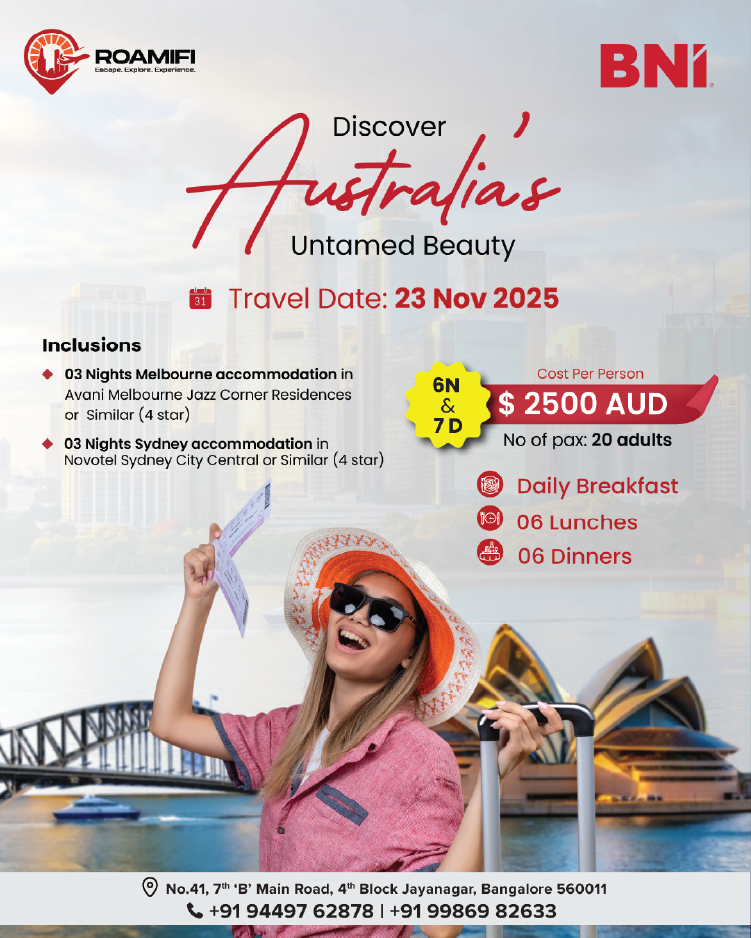 ROAMIFI
Escape. Explore. Experience.
BNI
Discover
Australia's
Untamed Beauty
31
Travel Date: 23 Nov 2025
Inclusions
03 Nights Melbourne accommodation in
Avani Melbourne Jazz Corner Residences
or Similar (4 star)
03 Nights Sydney accommodation in
Novotel Sydney City Central or Similar (4 star)
6N
&
7 D
Cost Per Person
$ 2500 AUD
No of pax: 20 adults
Daily Breakfast
06 Lunches
06 Dinners
No.41, 7th 'B' Main Road, 4th Block Jayanagar, Bangalore 560011
+91 94497 62878 | +91 99869 82633